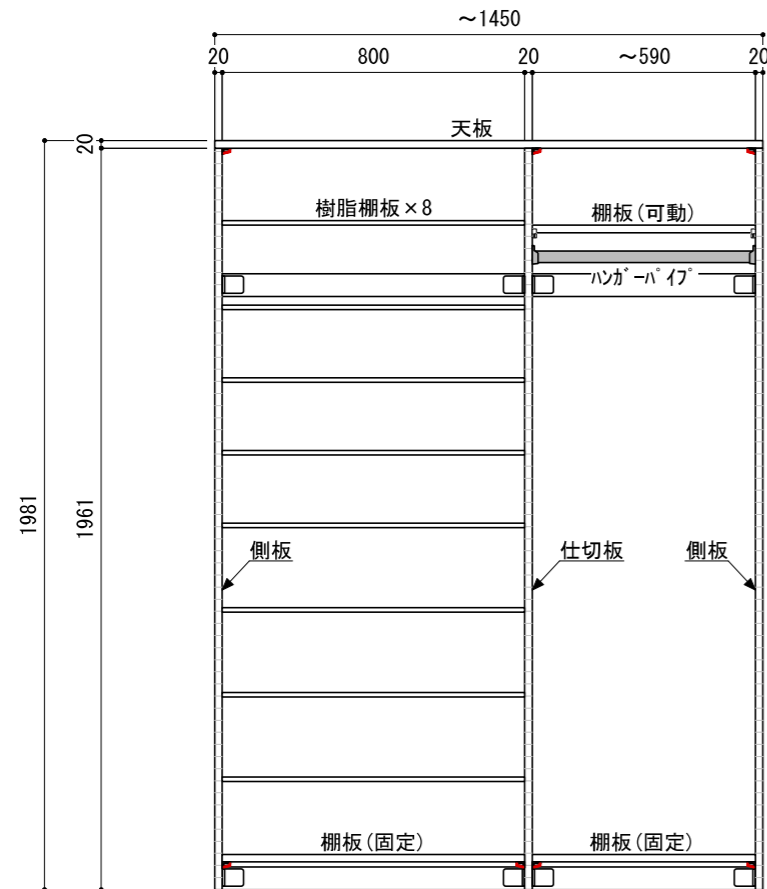 ～1450
20 800 20 ～590 20
天板
20
樹脂棚板×8
棚板(可動)
ﾊﾝｶﾞｰﾊﾟｲﾌﾟ
1981
1961
側板
仕切板
側板
棚板(固定)
棚板(固定)